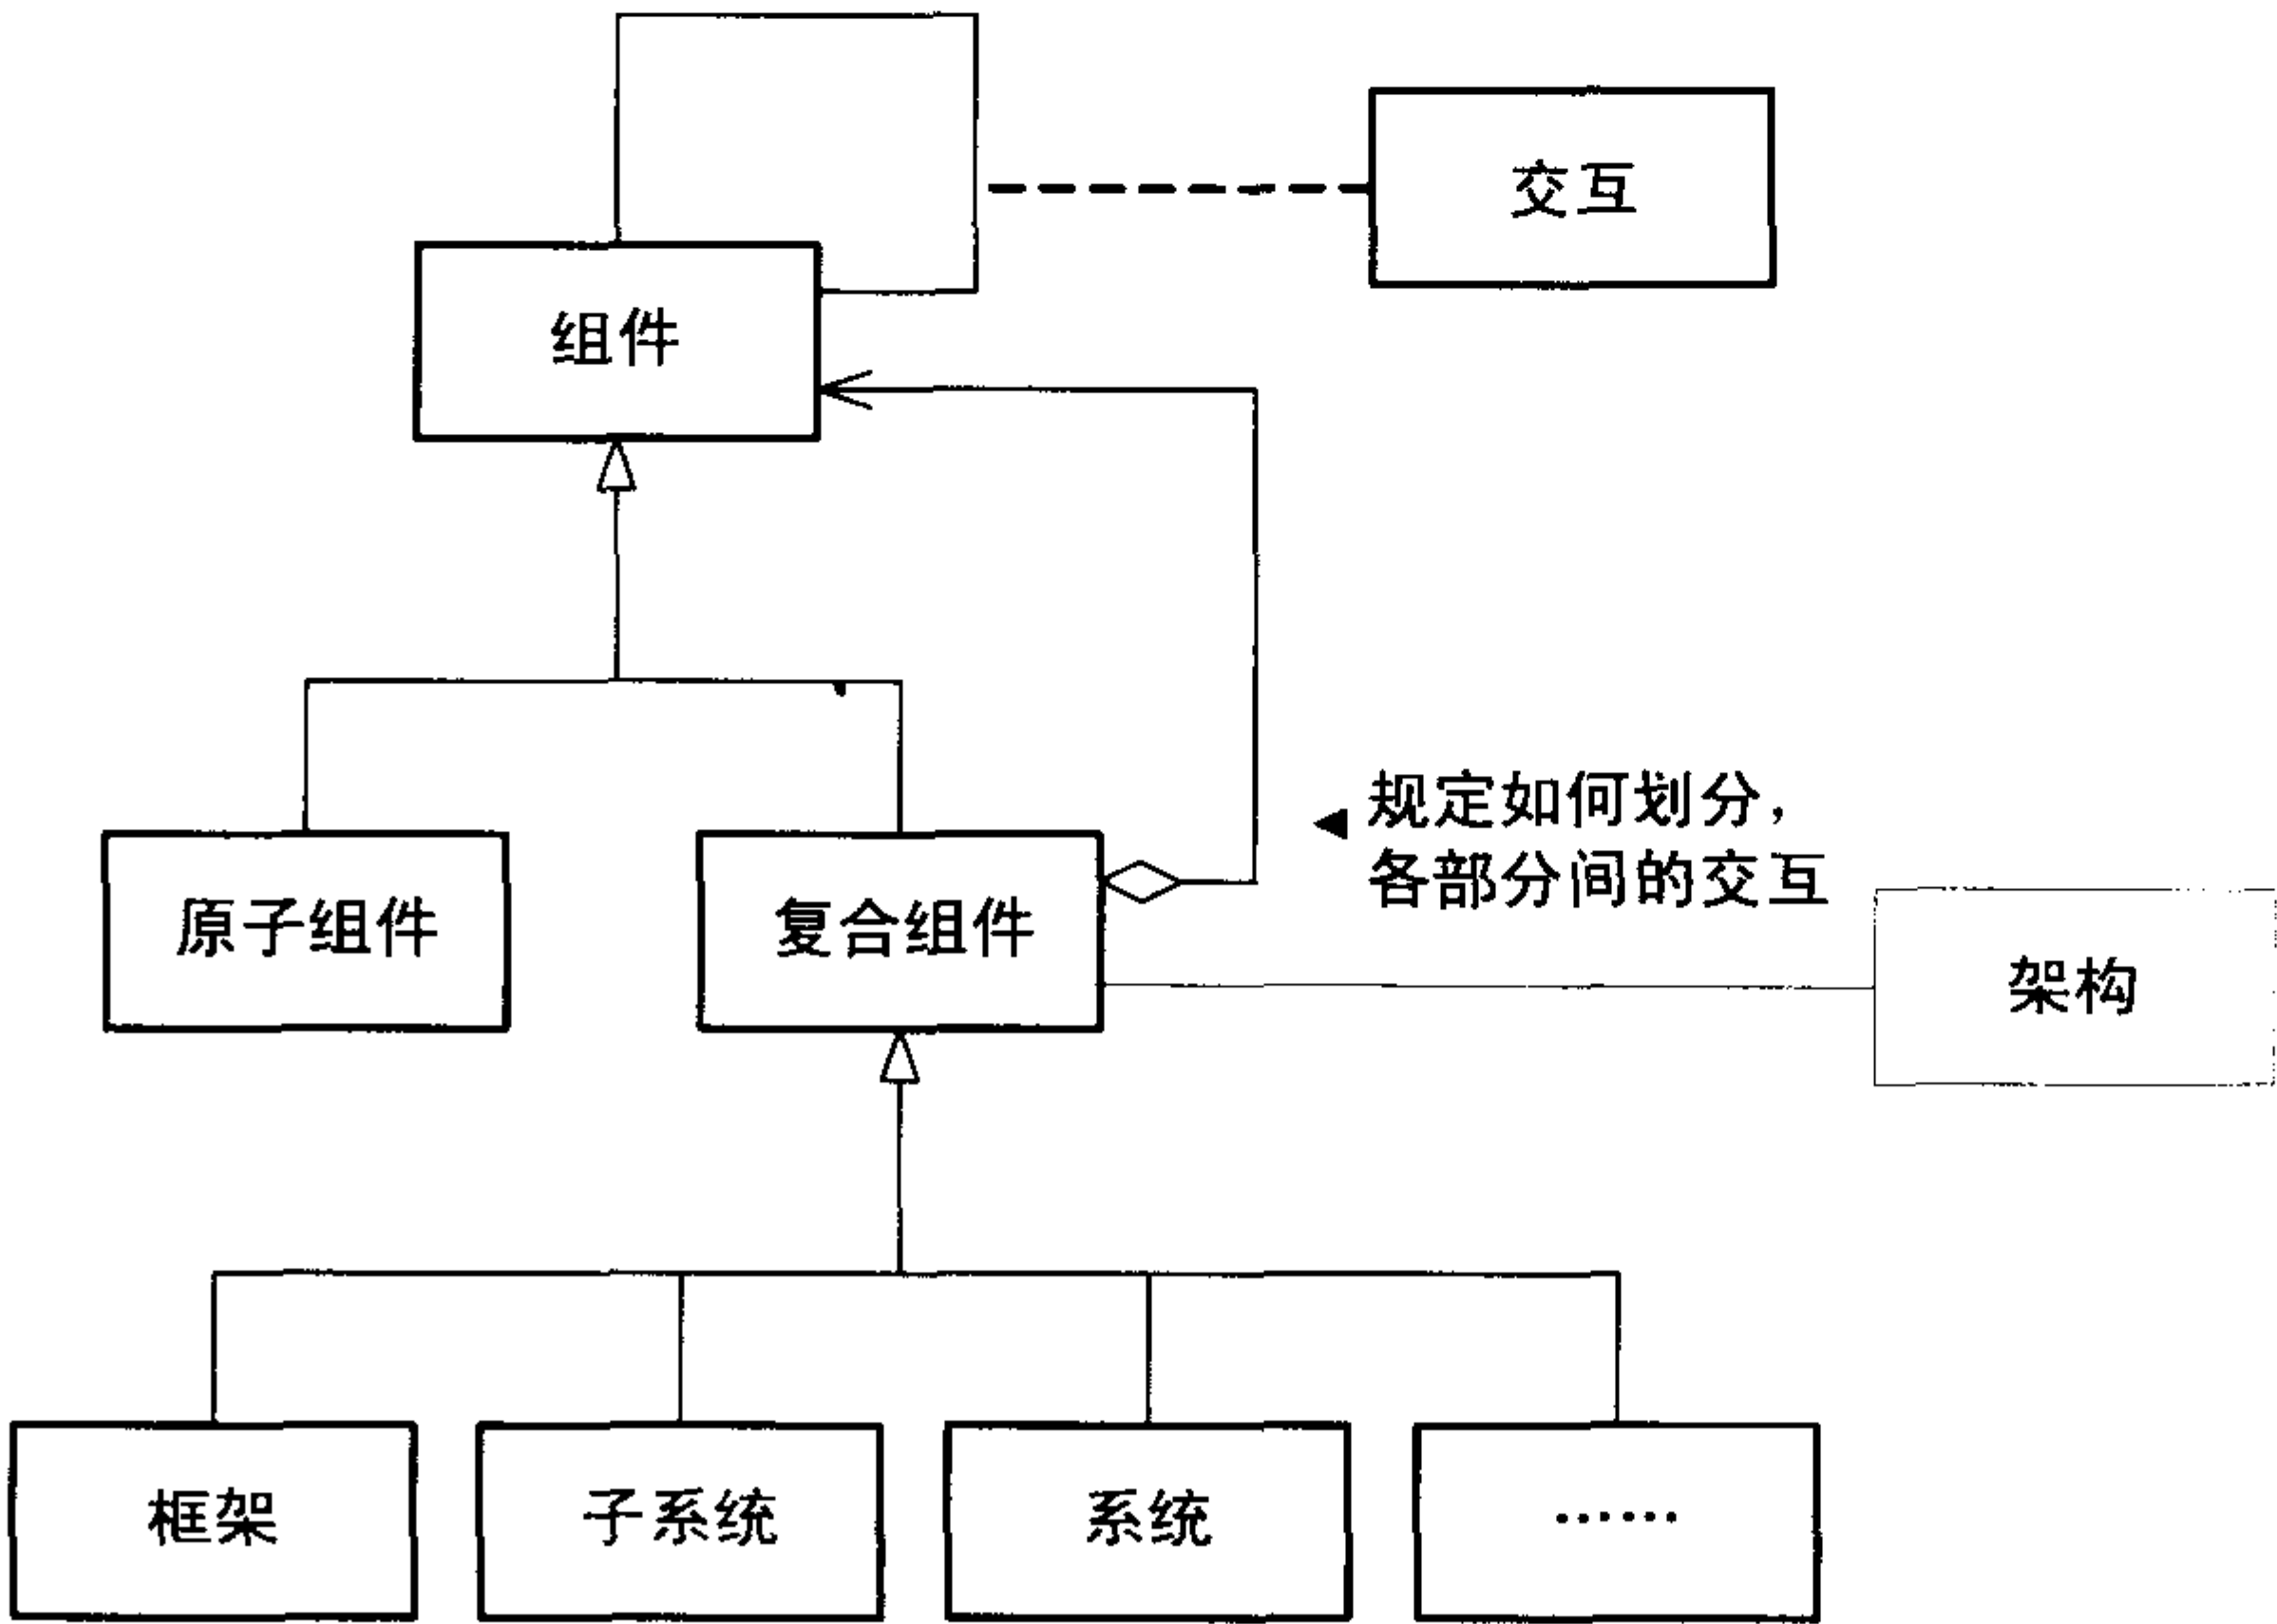 交互
组件
规定如何划分，
各部分间的交互
原子组件
复合组件
架构
框架
子系统
系统
······